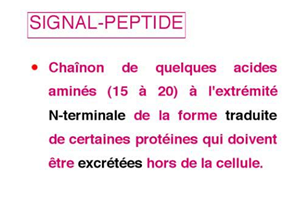 SIGNAL-PEPTIDE
Chaînon de quelques acides
aminés (15 à 20) à l'extrémité
N-terminale de la forme traduite
de certaines protéines qui doivent
être excrétées hors de la cellule.